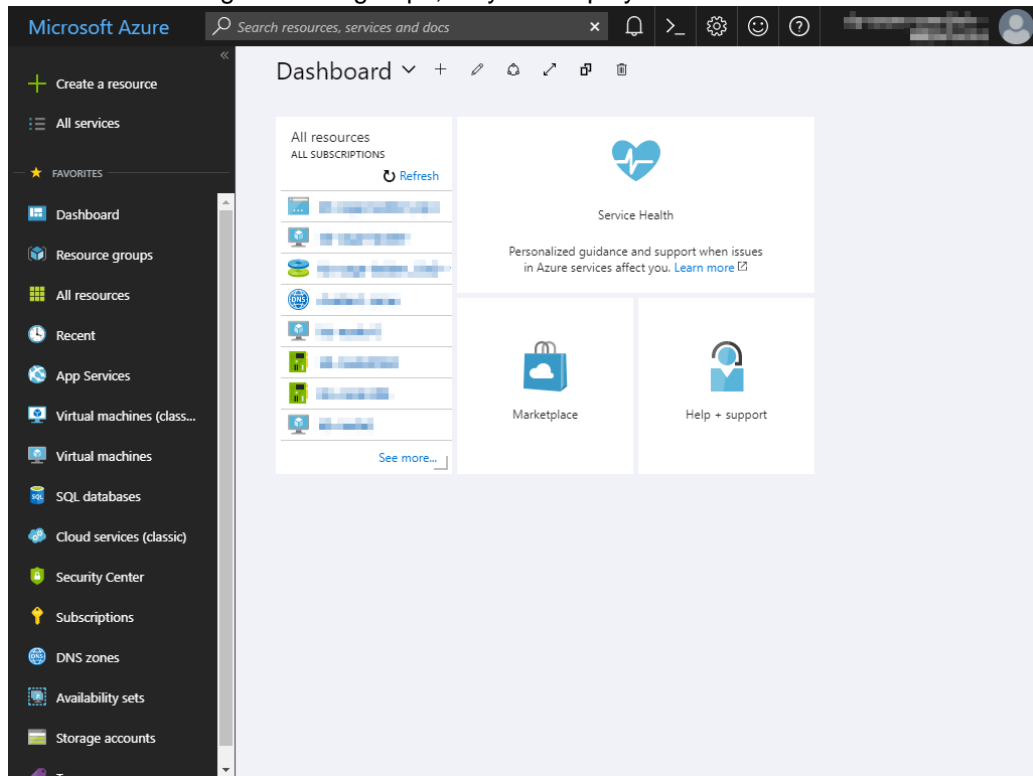 Microsoft Azure
Search resources, services and docs
Create a resource
All services
FAVORITES
Dashboard
Resource groups
All resources
Recent
App Services
Virtual machines (class...
Virtual machines
SQL databases
Cloud services (classic)
Security Center
Subscriptions
DNS zones
Availability sets
Storage accounts
Dashboard
All resources
ALL SUBSCRIPTIONS
Refresh
See more...
Service Health
Personalized guidance and support when issues
in Azure services affect you. Learn more
Marketplace
Help + support